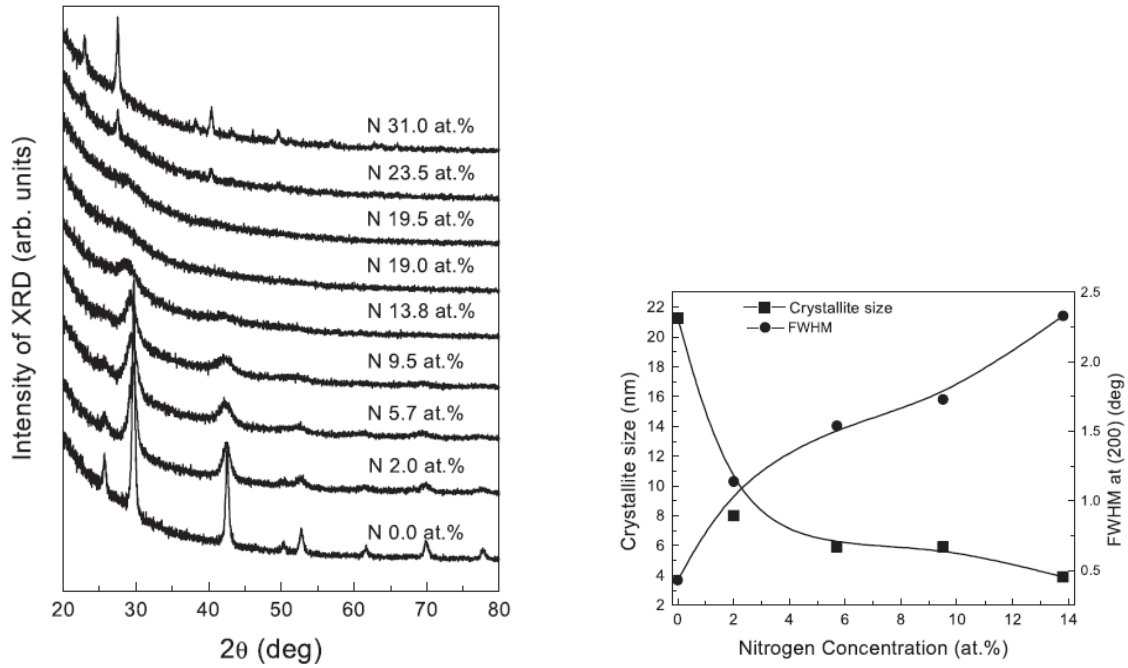 Intensity of XRD (arb. units)
N 31.0 at.%
N 23.5 at.%
N 19.5 at.%
N 19.0 at.%
N 13.8 at.%
N 9.5 at.%
N 5.7 at.%
N 2.0 at.%
N 0.0 at.%
20 30 40 50 60 70 80
2θ (deg)
Crystallite size (nm)
22
20
18
16
14
12
10
8
6
4
2
Crystallite size
FWHM
2.5
2.0
1.5
1.0
0.5
FWHM at (200) (deg)
0 2 4 6 8 10 12 14
Nitrogen Concentration (at.%)